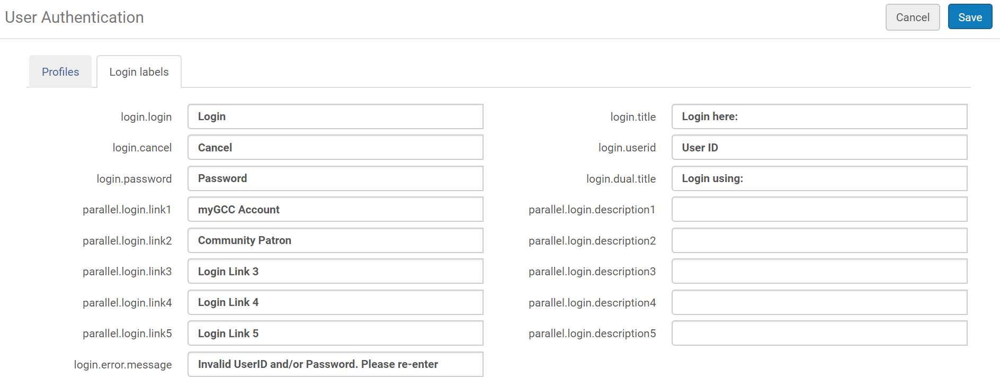 User Authentication
Cancel
Save
Profiles
Login labels
login.login
Login
login.title
Login here:
login.cancel
Cancel
login.userid
User ID
login.password
Password
login.dual.title
Login using:
parallel.login.link1
myGCC Account
parallel.login.description1
parallel.login.link2
Community Patron
parallel.login.description2
parallel.login.link3
Login Link 3
parallel.login.description3
parallel.login.link4
Login Link 4
parallel.login.description4
parallel.login.link5
Login Link 5
parallel.login.description5
login.error.message
Invalid UserID and/or Password. Please re-enter